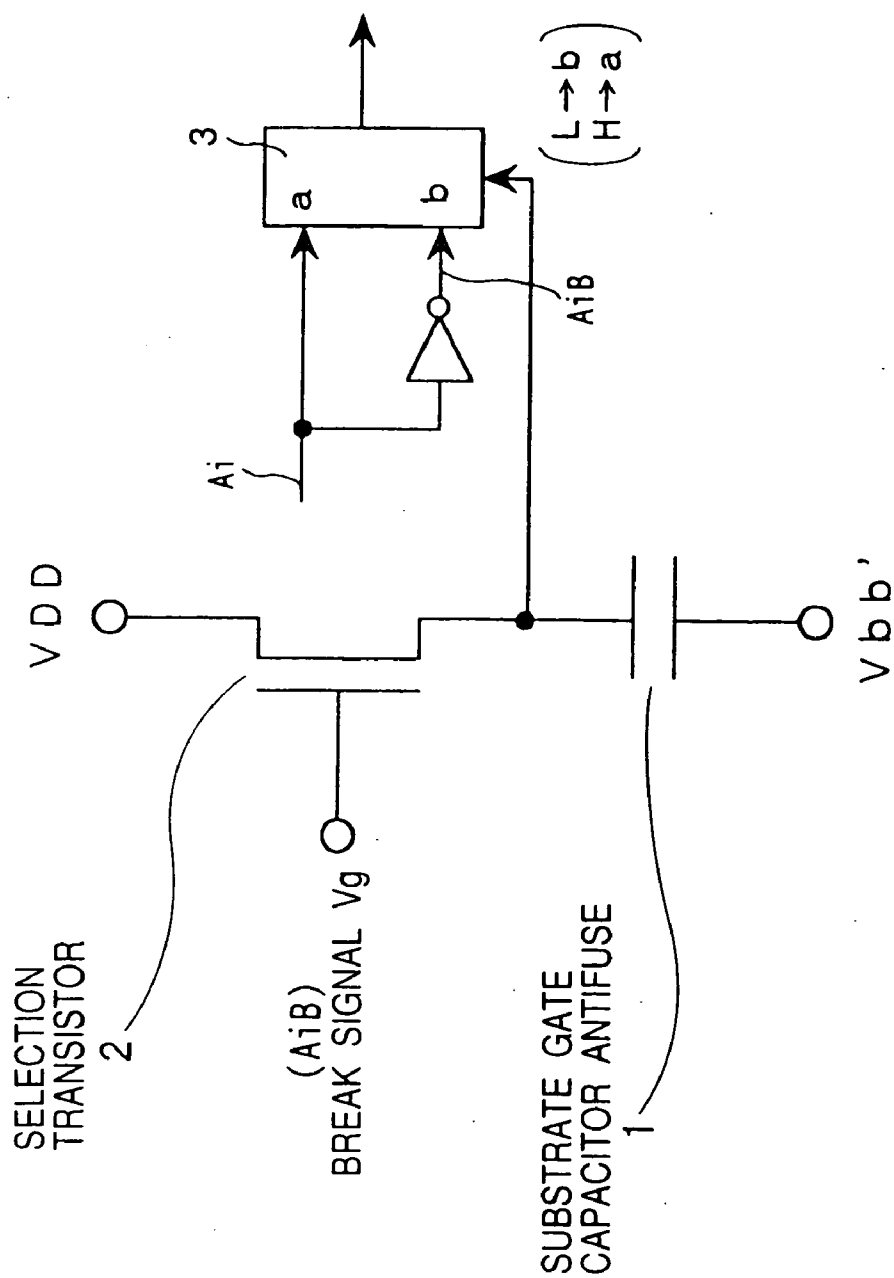 SELECTION
TRANSISTOR
2
VDD
(AiB)
BREAK SIGNAL Vg
SUBSTRATE GATE
CAPACITOR ANTIFUSE
1
Vbb'
Ai
AiB
3
a
b
L→b
H→a